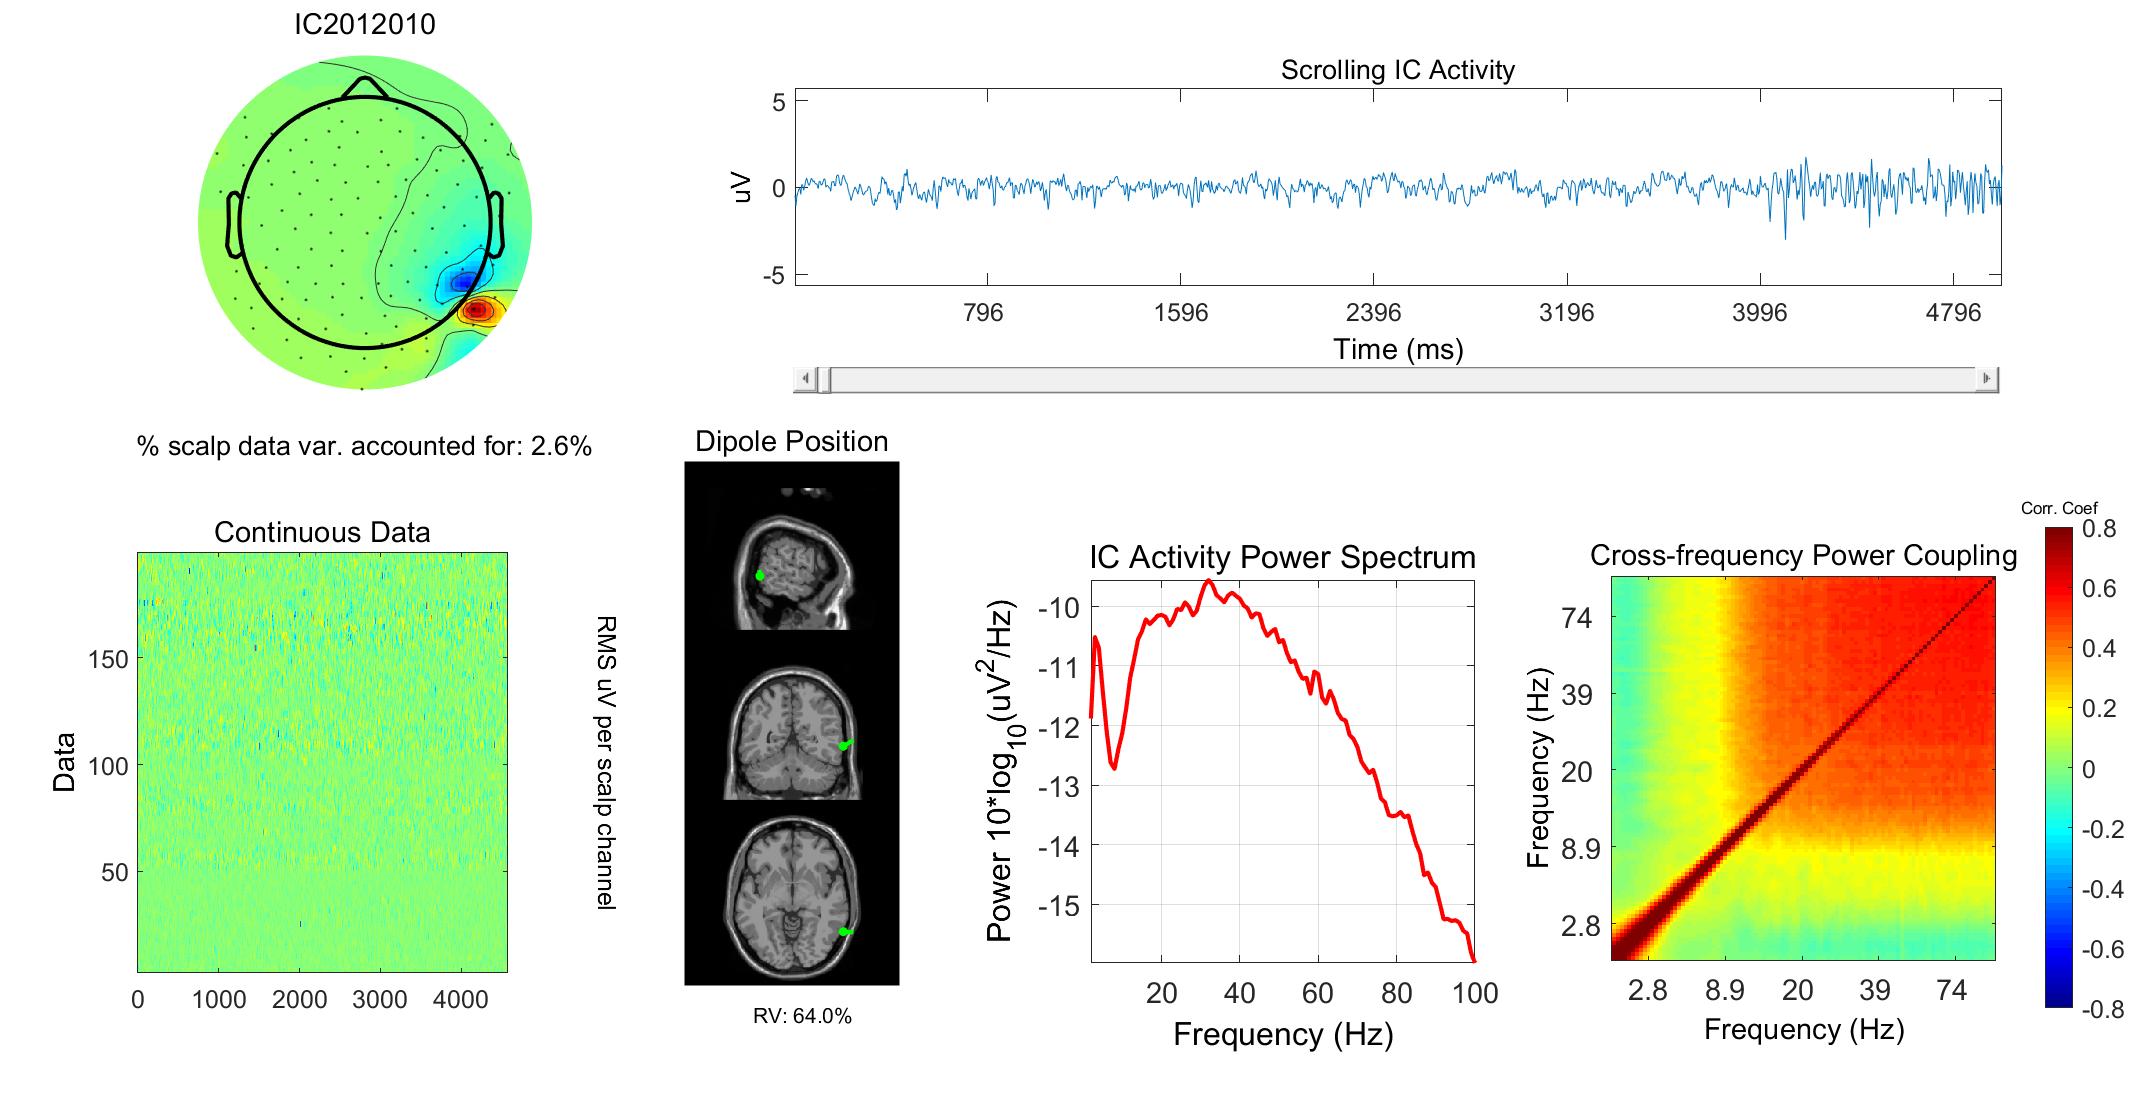 IC2012010
Scrolling IC Activity
5
0
-5
uV
796 1596 2396 3196 3996 4796
Time (ms)
% scalp data var. accounted for: 2.6%
Continuous Data
150
100
50
Data
0 1000 2000 3000 4000
RMS uV per scalp channel
Dipole Position
RV: 64.0%
IC Activity Power Spectrum
-10
-11
-12
-13
-14
-15
Power 10*log10(uV2/Hz)
20 40 60 80 100
Frequency (Hz)
Cross-frequency Power Coupling
74
39
20
8.9
2.8
Frequency (Hz)
2.8 8.9 20 39 74
Frequency (Hz)
Corr. Coef
0.8
0.6
0.4
0.2
0
-0.2
-0.4
-0.6
-0.8